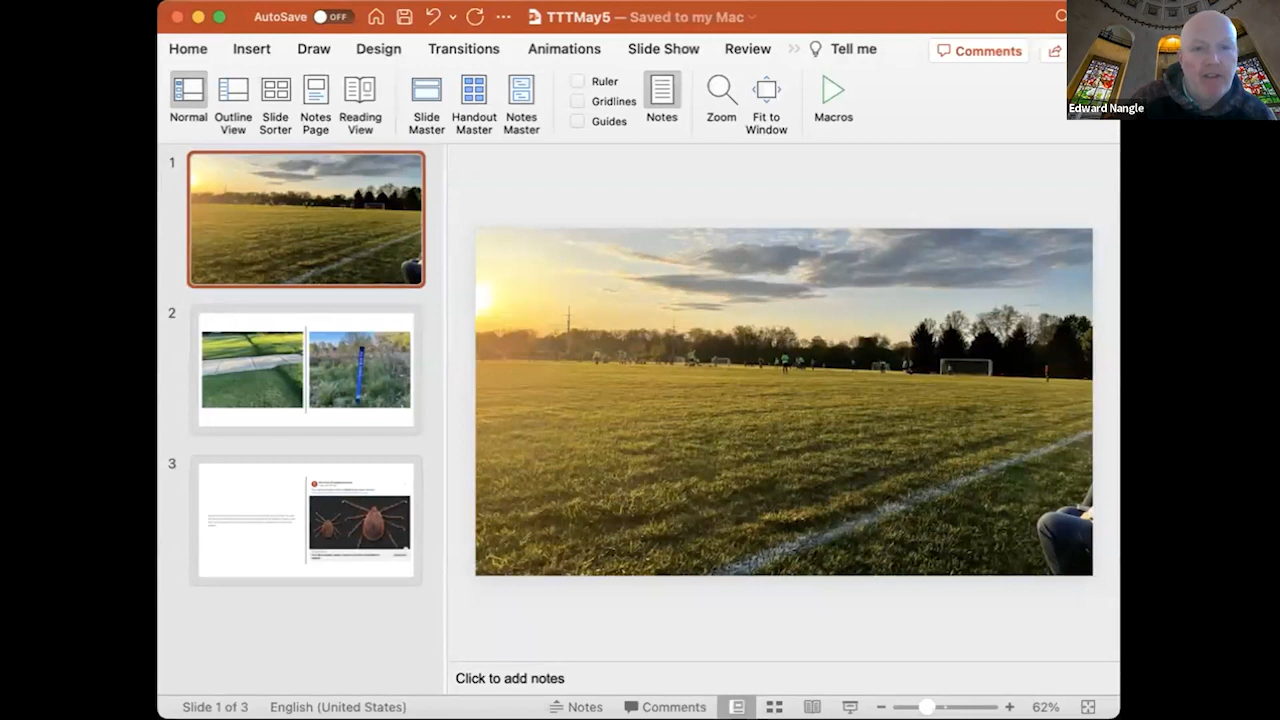 AutoSave OFF TTTMay5 — Saved to my Mac
Home Insert Draw Design Transitions Animations Slide Show Review Tell me Comments
Normal Outline View Slide Sorter Notes Page Reading View Slide Master Handout Master Notes Master Ruler Gridlines Guides Notes Zoom Fit to Window Macros
Edward Nangle
1
2
3
Click to add notes
Slide 1 of 3 English (United States) Notes Comments 62%